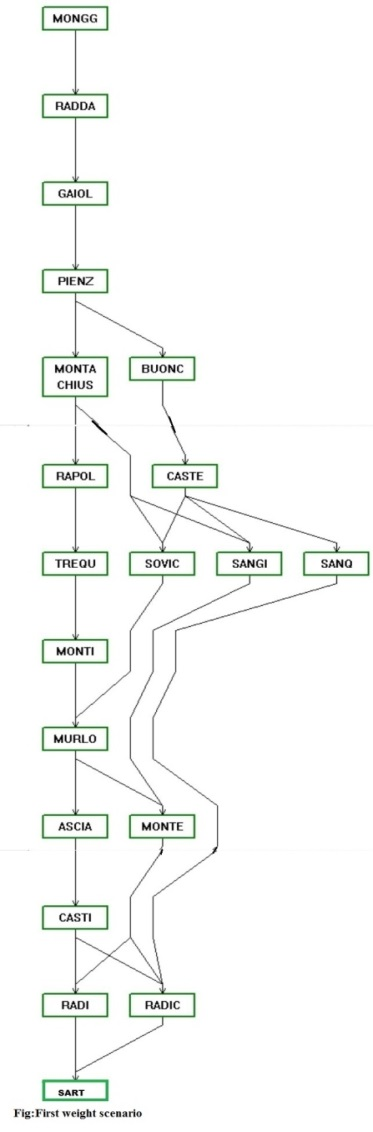 MONGG
RADDA
GAIOL
PIENZ
MONTA
CHIUS
BUONC
RAPOL
CASTE
TREQU
SOVIC
SANGI
SANQ
MONTI
MURLO
ASCIA
MONTE
CASTI
RADI
RADIC
SART
Fig:First weight scenario